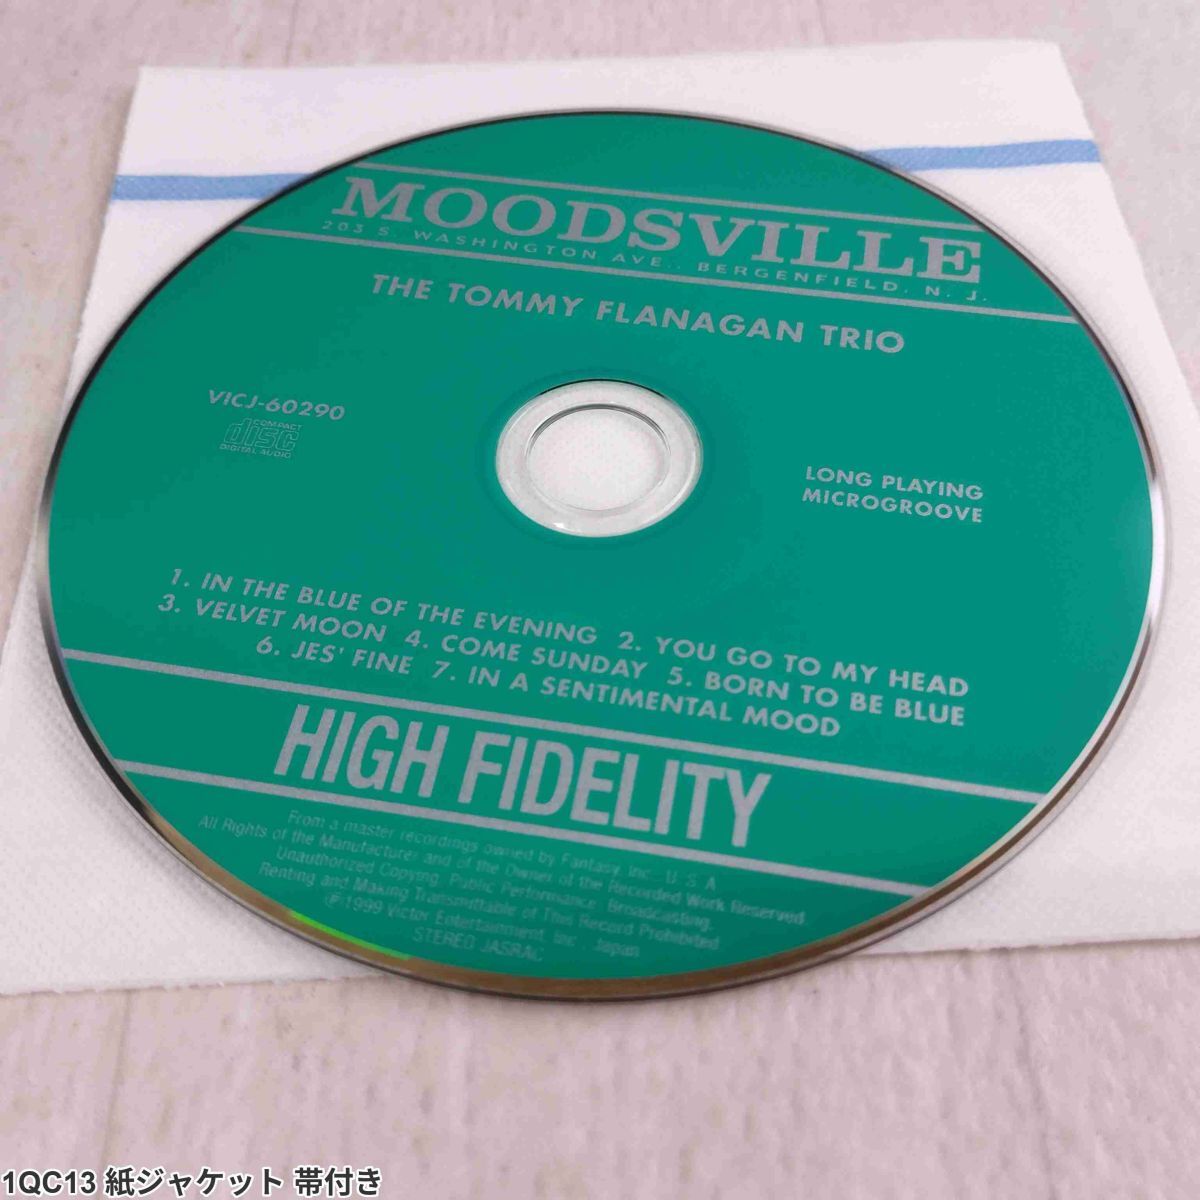 MOODSVILLE
203 S. WASHINGTON AVE., BERGENFIELD, N. J.
THE TOMMY FLANAGAN TRIO
VICJ-60290
COMPACT
disc
DIGITAL AUDIO
LONG PLAYING
MICROGROOVE
1. IN THE BLUE OF THE EVENING 2. YOU GO TO MY HEAD
3. VELVET MOON 4. COME SUNDAY 5. BORN TO BE BLUE
6. JES' FINE 7. IN A SENTIMENTAL MOOD
HIGH FIDELITY
From a master recordings owned by Fantasy, Inc. U.S.A.
All Rights of the Manufacturer and of the Owner of the Recorded Work Reserved.
Unauthorized Copying, Public Performance, Broadcasting,
Renting and Making Transmittable of This Record Prohibited.
℗1999 Victor Entertainment, Inc., Japan
STEREO JASRAC
1QC13 紙ジャケット 帯付き